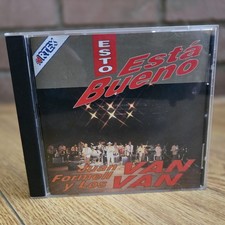 ARTEX
ESTO
Está
Bueno
Juan
Formell
y Los
VAN
VAN